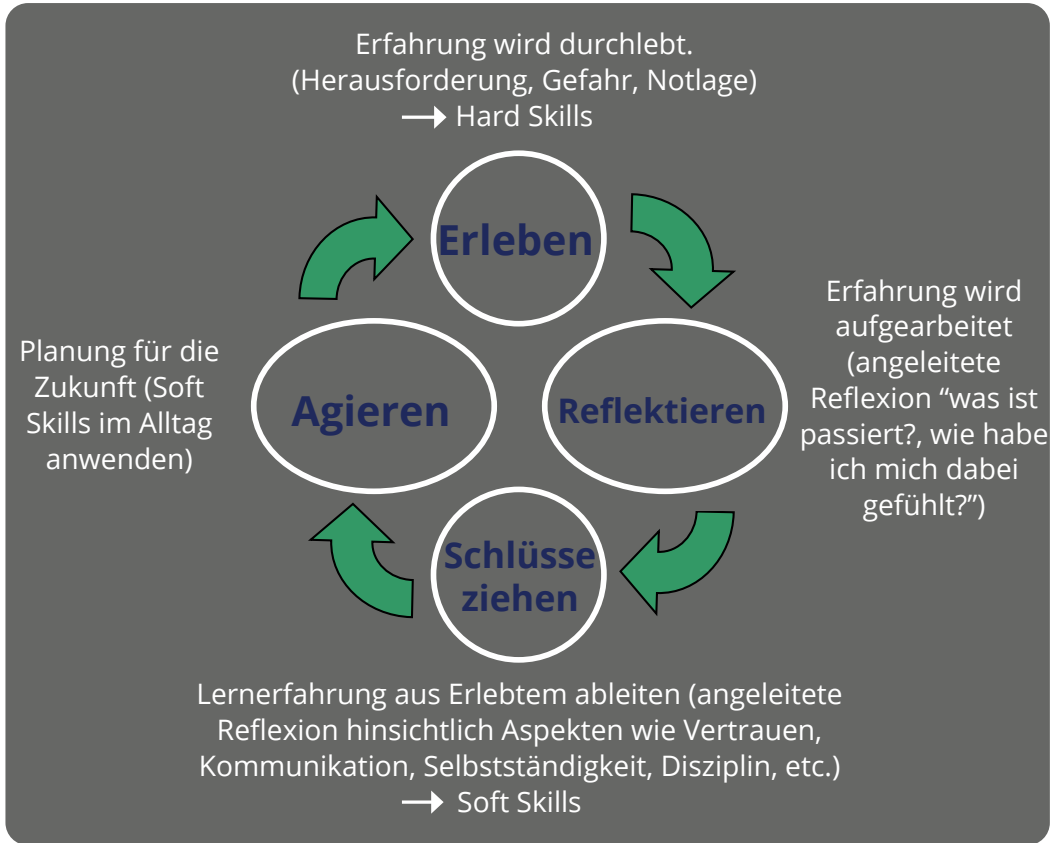 Erfahrung wird durchlebt.
(Herausforderung, Gefahr, Notlage)
→ Hard Skills
Erleben
Erfahrung wird
aufgearbeitet
(angeleitete
Reflexion “was ist
passiert?, wie habe
ich mich dabei
gefühlt?”)
Reflektieren
Planung für die
Zukunft (Soft
Skills im Alltag
anwenden)
Agieren
Schlüsse
ziehen
Lernerfahrung aus Erlebtem ableiten (angeleitete
Reflexion hinsichtlich Aspekten wie Vertrauen,
Kommunikation, Selbstständigkeit, Disziplin, etc.)
→ Soft Skills